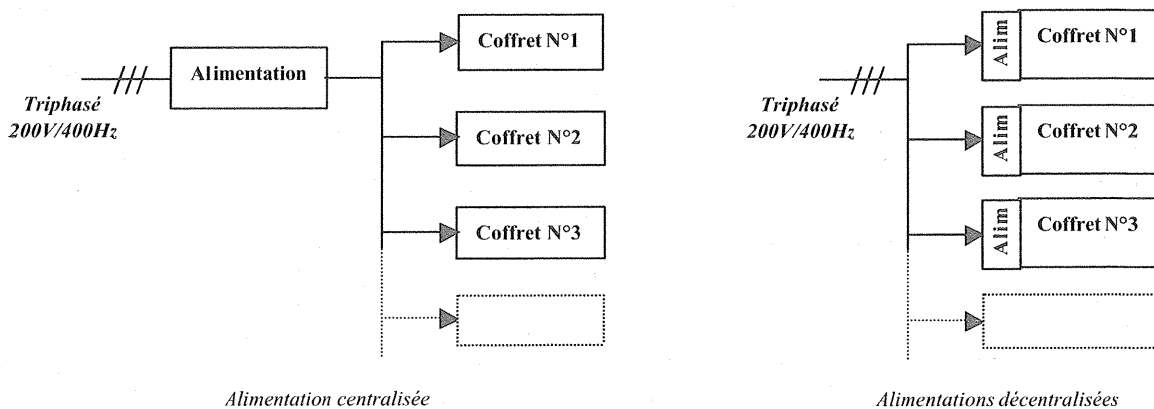 Alimentation
Triphasé
200V/400Hz
Coffret N°1
Coffret N°2
Coffret N°3
Alimentation centralisée
Triphasé
200V/400Hz
Alim
Coffret N°1
Alim
Coffret N°2
Alim
Coffret N°3
Alimentations décentralisées